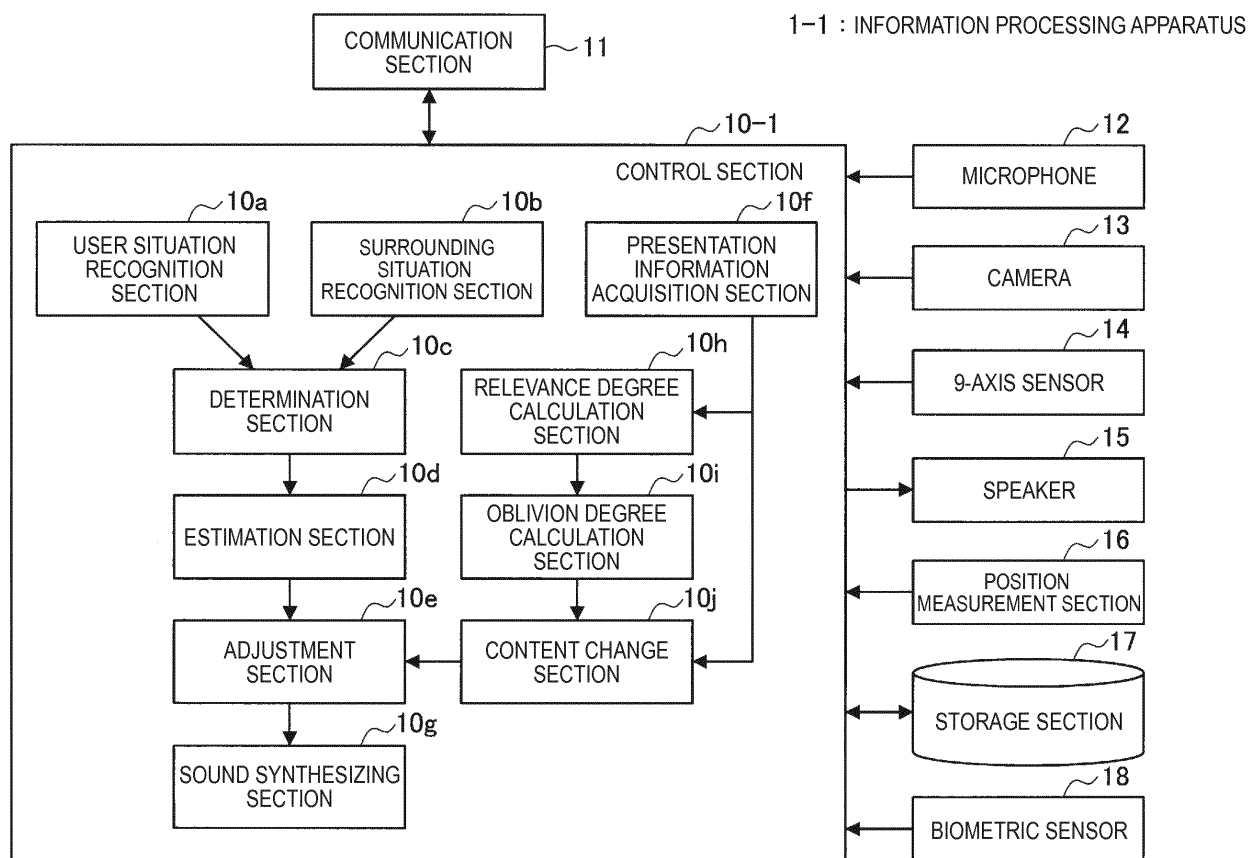 1-1 : INFORMATION PROCESSING APPARATUS
COMMUNICATION
SECTION
11
10-1
CONTROL SECTION
10a
USER SITUATION
RECOGNITION
SECTION
10b
SURROUNDING
SITUATION
RECOGNITION SECTION
10f
PRESENTATION
INFORMATION
ACQUISITION SECTION
10c
DETERMINATION
SECTION
10h
RELEVANCE DEGREE
CALCULATION
SECTION
10d
ESTIMATION SECTION
10i
OBLIVION DEGREE
CALCULATION
SECTION
10e
ADJUSTMENT
SECTION
10j
CONTENT CHANGE
SECTION
10g
SOUND SYNTHESIZING
SECTION
12
MICROPHONE
13
CAMERA
14
9-AXIS SENSOR
15
SPEAKER
16
POSITION
MEASUREMENT SECTION
17
STORAGE SECTION
18
BIOMETRIC SENSOR